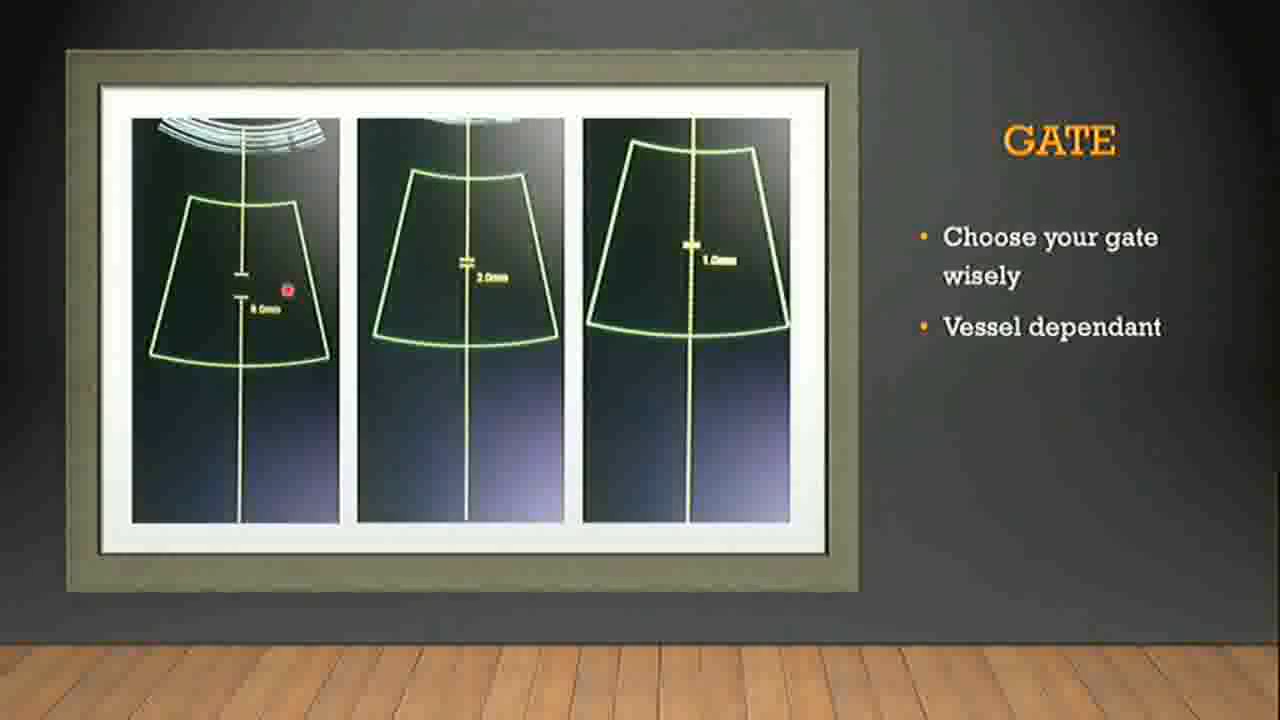 GATE
• Choose your gate
wisely
• Vessel dependant
2.0mm
1.0mm